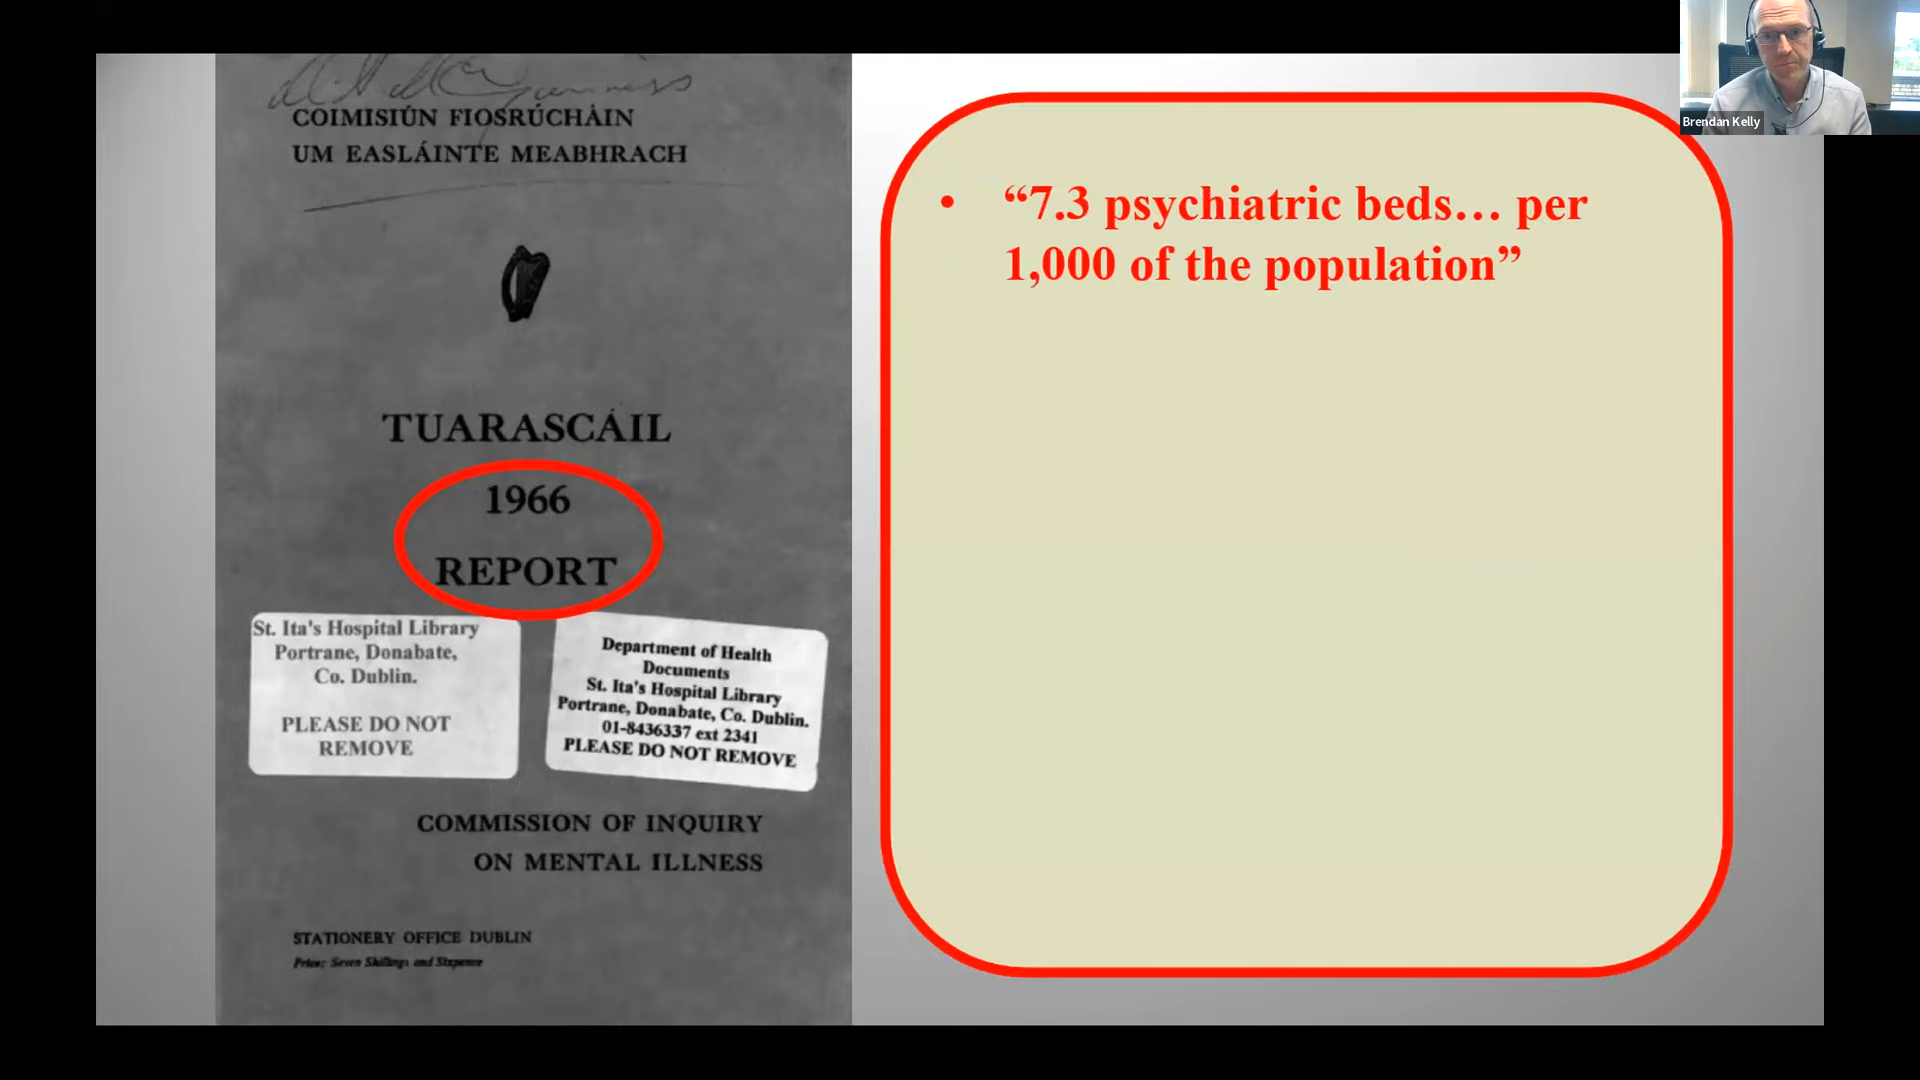 COIMISIÚN FIOSRÚCHÁIN
UM EASLÁINTE MEABHRACH
TUARASCÁIL
1966
REPORT
St. Ita's Hospital Library
Portrane, Donabate,
Co. Dublin.
PLEASE DO NOT
REMOVE
Department of Health
Documents
St. Ita's Hospital Library
Portrane, Donabate, Co. Dublin.
01-8436337 ext 2341
PLEASE DO NOT REMOVE
COMMISSION OF INQUIRY
ON MENTAL ILLNESS
STATIONERY OFFICE DUBLIN
Price: Seven Shillings and Sixpence
• “7.3 psychiatric beds… per
1,000 of the population”
Brendan Kelly